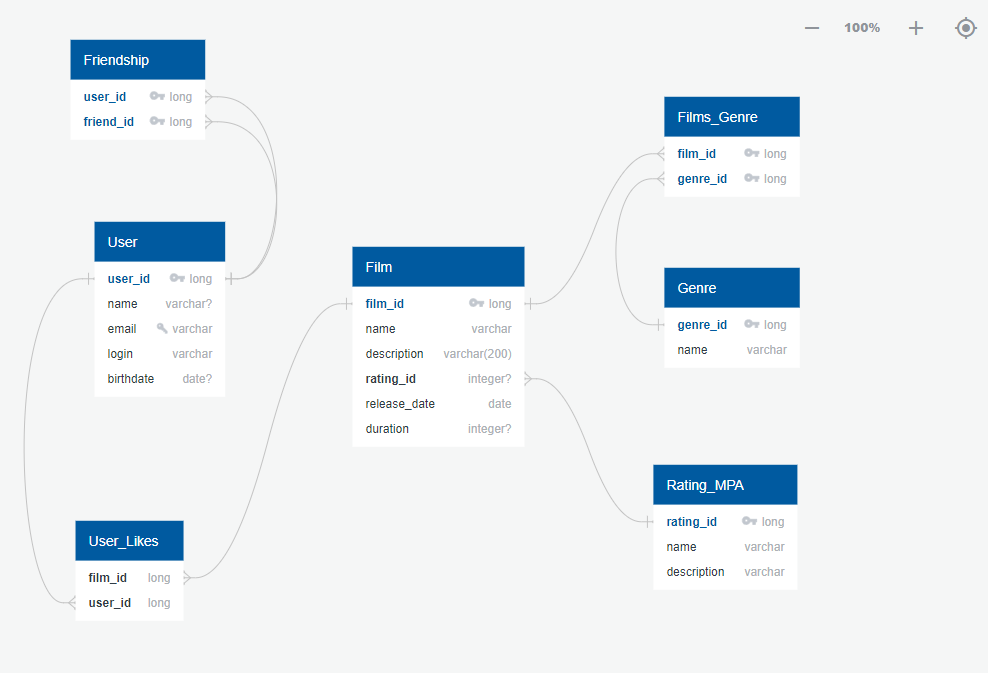 100%
Friendship
user_id long
friend_id long
User
user_id long
name varchar?
email varchar
login varchar
birthdate date?
User_Likes
film_id long
user_id long
Film
film_id long
name varchar
description varchar(200)
rating_id integer?
release_date date
duration integer?
Films_Genre
film_id long
genre_id long
Genre
genre_id long
name varchar
Rating_MPA
rating_id long
name varchar
description varchar